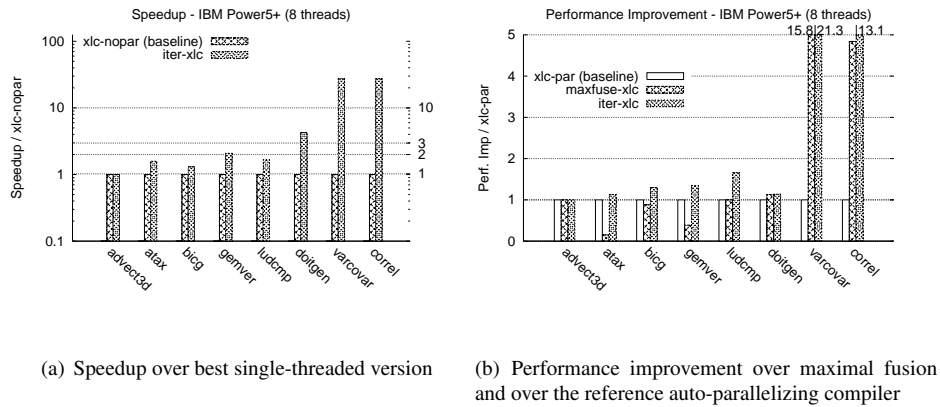 Speedup - IBM Power5+ (8 threads)
100
10
1
0.1
10
3
2
1
Speedup / xlc-nopar
xlc-nopar (baseline)
iter-xlc
advect3d
atax
bicg
gemver
ludcmp
doitgen
varcovar
correl
(a) Speedup over best single-threaded version
Performance Improvement - IBM Power5+ (8 threads)
15.8
21.3
13.1
5
4
3
2
1
0
Perf. Imp / xlc-par
xlc-par (baseline)
maxfuse-xlc
iter-xlc
advect3d
atax
bicg
gemver
ludcmp
doitgen
varcovar
correl
(b) Performance improvement over maximal fusion
and over the reference auto-parallelizing compiler